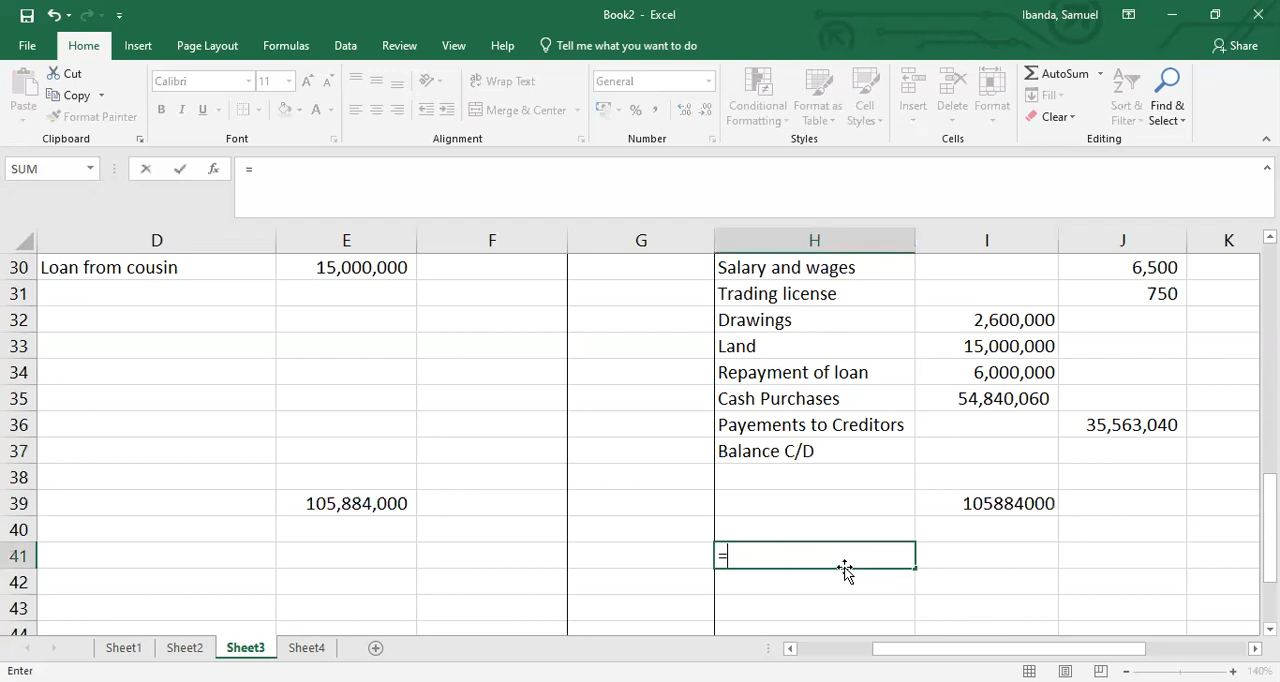 Book2 - Excel
Ibanda, Samuel
File Home Insert Page Layout Formulas Data Review View Help Tell me what you want to do Share
Paste Cut Copy Format Painter Clipboard
Calibri 11 A A B I U A Font
Wrap Text Merge & Center Alignment
General % , Number
Conditional Formatting Format as Table Cell Styles Styles
Insert Delete Format Cells
AutoSum Fill Clear Sort & Filter Find & Select Editing
SUM fx =
D E F G H I J K
30 Loan from cousin 15,000,000 Salary and wages 6,500
31 Trading license 750
32 Drawings 2,600,000
33 Land 15,000,000
34 Repayment of loan 6,000,000
35 Cash Purchases 54,840,060
36 Payements to Creditors 35,563,040
37 Balance C/D
38
39 105,884,000 105884000
40
41 =
42
43
44
Sheet1 Sheet2 Sheet3 Sheet4
Enter 140%